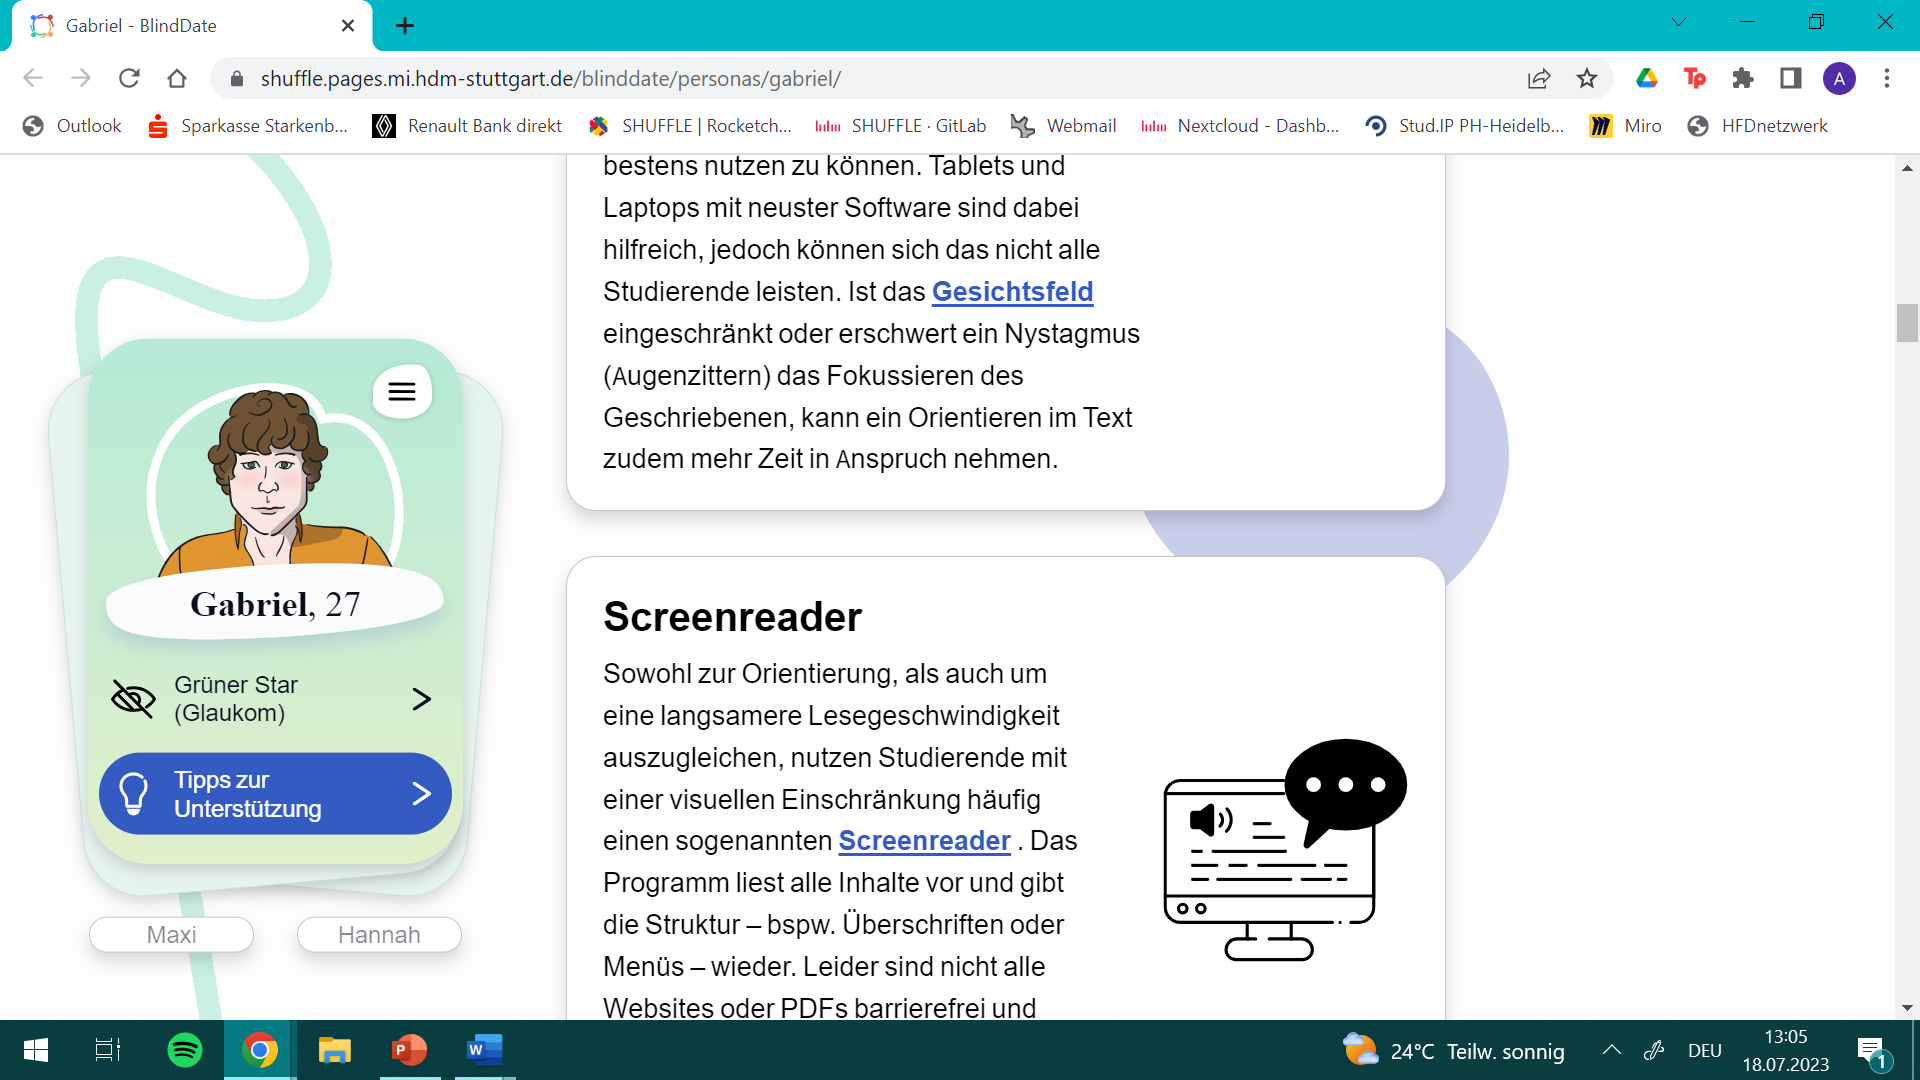 Gabriel - BlindDate
shuffle.pages.mi.hdm-stuttgart.de/blinddate/personas/gabriel/
Tp
A
Outlook
Sparkasse Starkenb...
Renault Bank direkt
SHUFFLE | Rocketch...
SHUFFLE · GitLab
Webmail
Nextcloud - Dashb...
Stud.IP PH-Heidelb...
Miro
HFDnetzwerk
bestens nutzen zu können. Tablets und
Laptops mit neuster Software sind dabei
hilfreich, jedoch können sich das nicht alle
Studierende leisten. Ist das Gesichtsfeld
eingeschränkt oder erschwert ein Nystagmus
(Augenzittern) das Fokussieren des
Geschriebenen, kann ein Orientieren im Text
zudem mehr Zeit in Anspruch nehmen.
Gabriel, 27
Grüner Star
(Glaukom)
Tipps zur
Unterstützung
Maxi
Hannah
Screenreader
Sowohl zur Orientierung, als auch um
eine langsamere Lesegeschwindigkeit
auszugleichen, nutzen Studierende mit
einer visuellen Einschränkung häufig
einen sogenannten Screenreader . Das
Programm liest alle Inhalte vor und gibt
die Struktur – bspw. Überschriften oder
Menüs – wieder. Leider sind nicht alle
Websites oder PDFs barrierefrei und
P
W
24°C Teilw. sonnig
DEU
13:05
18.07.2023
1